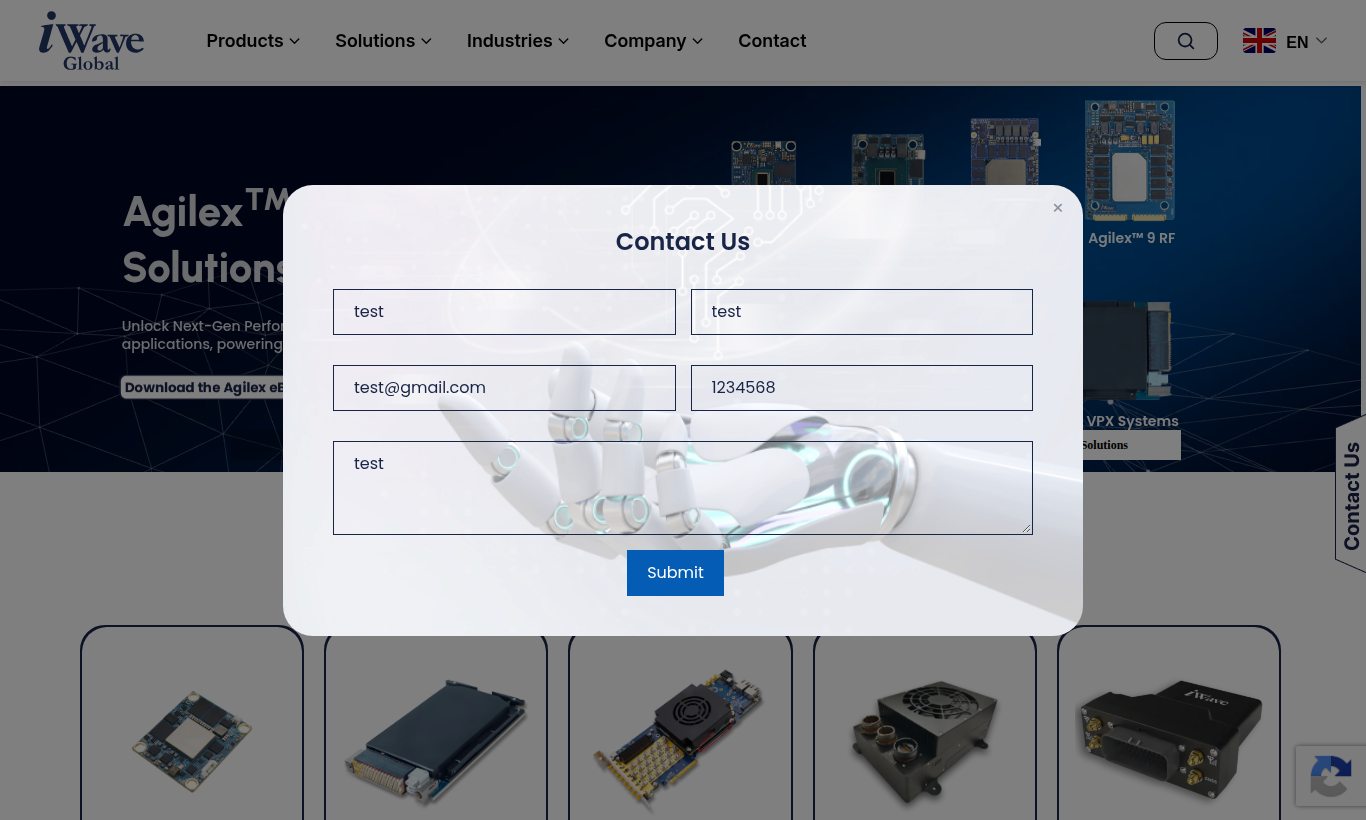 iWave
Global
Products
Solutions
Industries
Company
Contact
EN
Agilex™
Solutions
Unlock Next-Gen Perfor
applications, powering
Download the Agilex eB
Agilex™ 9 RF
VPX Systems
Solutions
Contact Us
×
Contact Us
test
test
test@gmail.com
1234568
test
Submit
iWave